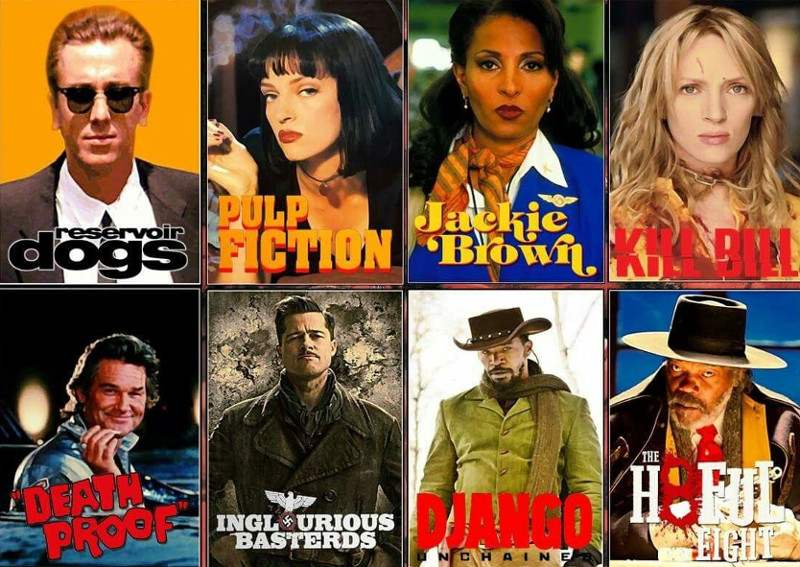 reservoir
dogs
PULP
FICTION
Jackie
Brown
KILL BILL
"DEATH
PROOF"
INGLOURIOUS
BASTERDS
DJANGO
UNCHAINED
THE
H8FUL
EIGHT